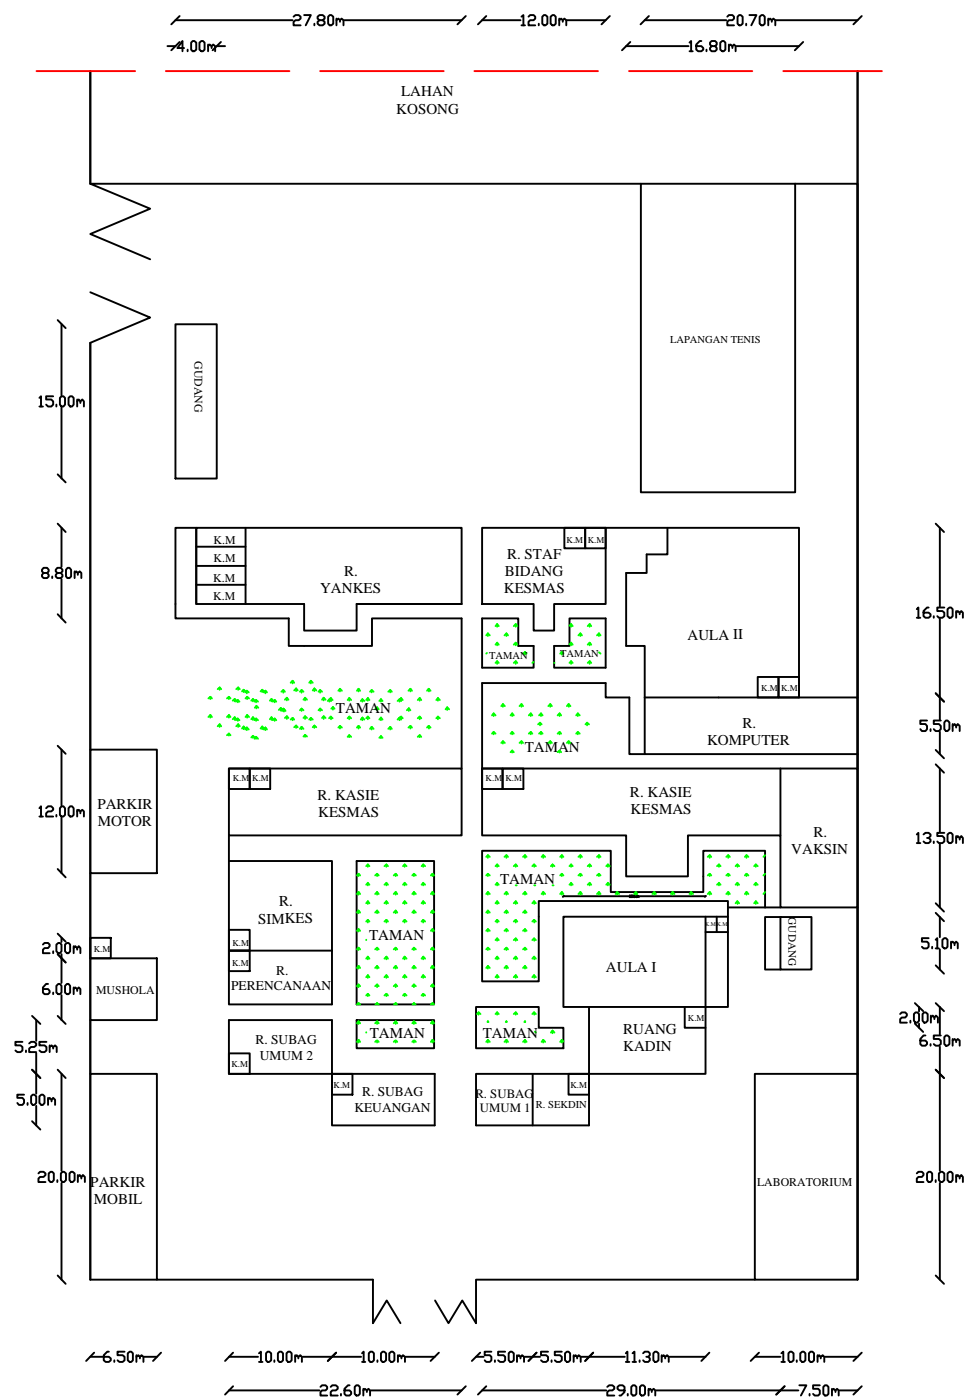 27.80m
12.00m
20.70m
4.00m
16.80m
LAHAN
KOSONG
LAPANGAN TENIS
GUDANG
15.00m
K.M
K.M
K.M
K.M
R.
YANKES
8.80m
K.M
K.M
R. STAF
BIDANG
KESMAS
AULA II
16.50m
TAMAN
TAMAN
K.M
K.M
TAMAN
TAMAN
R.
KOMPUTER
5.50m
K.M
K.M
R. KASIE
KESMAS
K.M
K.M
R. KASIE
KESMAS
PARKIR
MOTOR
12.00m
R.
VAKSIN
13.50m
TAMAN
R.
SIMKES
K.M
TAMAN
K.M
K.M
GUDANG
2.00m
K.M
K.M
R.
PERENCANAAN
AULA I
5.10m
MUSHOLA
6.00m
5.25m
R. SUBAG
UMUM 2
K.M
TAMAN
TAMAN
RUANG
KADIN
K.M
2.00m
6.50m
5.00m
K.M
R. SUBAG
KEUANGAN
R. SUBAG
UMUM 1
K.M
R. SEKDIN
20.00m
PARKIR
MOBIL
LABORATORIUM
20.00m
6.50m
10.00m
10.00m
5.50m
5.50m
11.30m
10.00m
22.60m
29.00m
7.50m